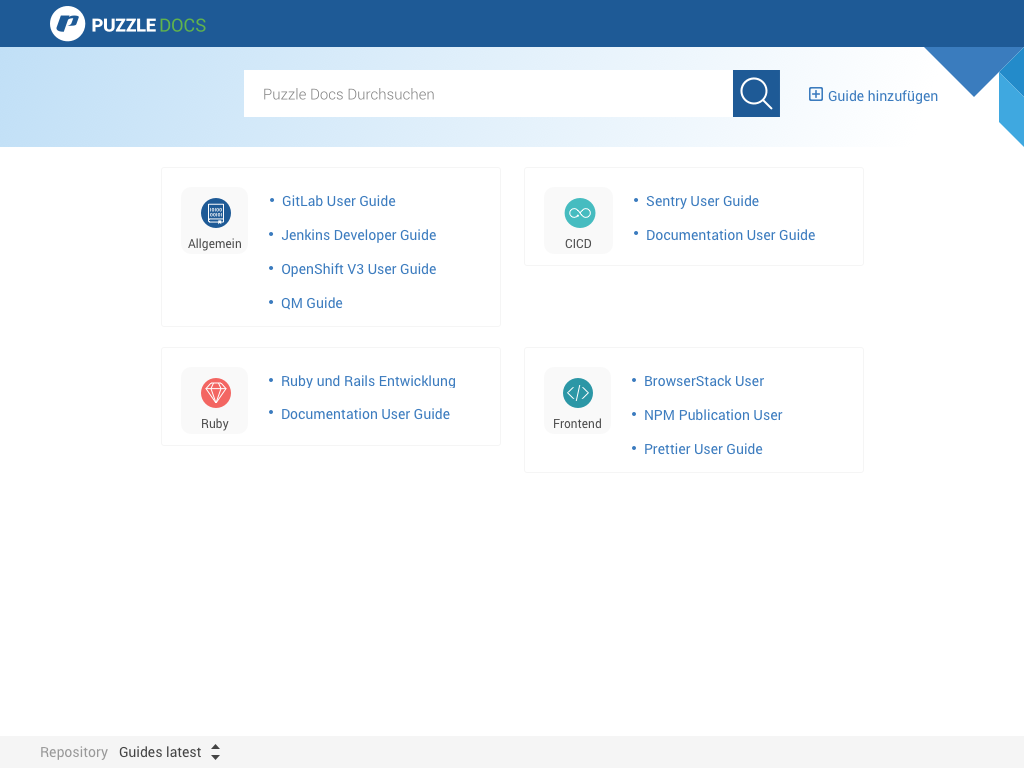 PUZZLE DOCS
Puzzle Docs Durchsuchen
Guide hinzufügen
Allgemein
GitLab User Guide
Jenkins Developer Guide
OpenShift V3 User Guide
QM Guide
CICD
Sentry User Guide
Documentation User Guide
Ruby
Ruby und Rails Entwicklung
Documentation User Guide
Frontend
BrowserStack User
NPM Publication User
Prettier User Guide
Repository Guides latest